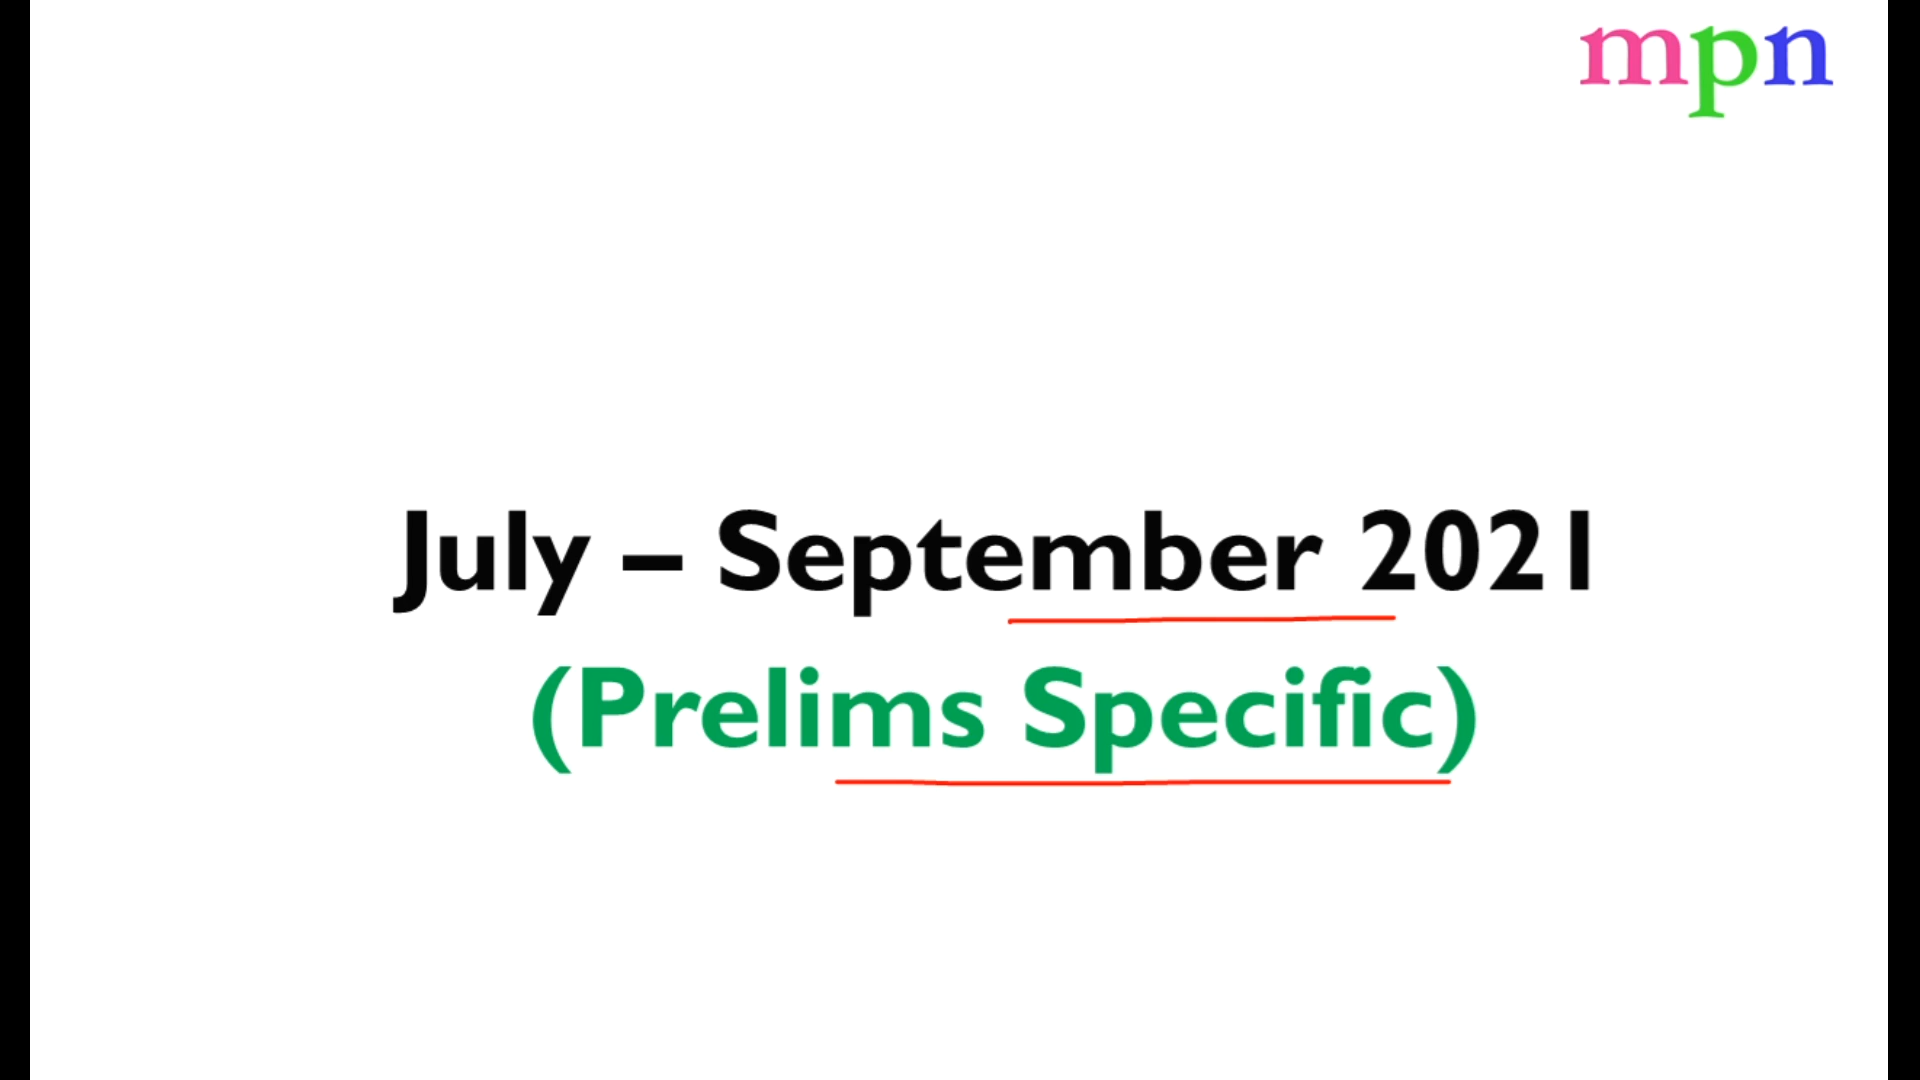 mpn
July – September 2021
(Prelims Specific)